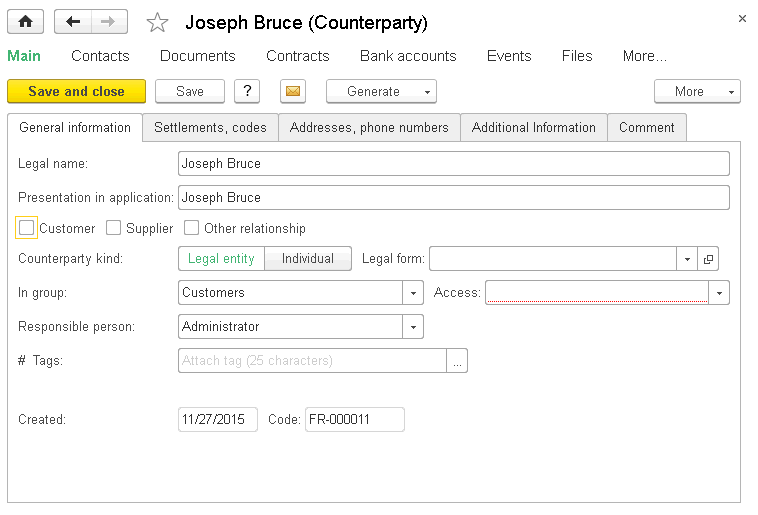 Joseph Bruce (Counterparty)
Main Contacts Documents Contracts Bank accounts Events Files More...
Save and close Save ? Generate More
General information Settlements, codes Addresses, phone numbers Additional Information Comment
Legal name: Joseph Bruce
Presentation in application: Joseph Bruce
Customer Supplier Other relationship
Counterparty kind: Legal entity Individual Legal form:
In group: Customers Access:
Responsible person: Administrator
# Tags: Attach tag (25 characters) ...
Created: 11/27/2015 Code: FR-000011